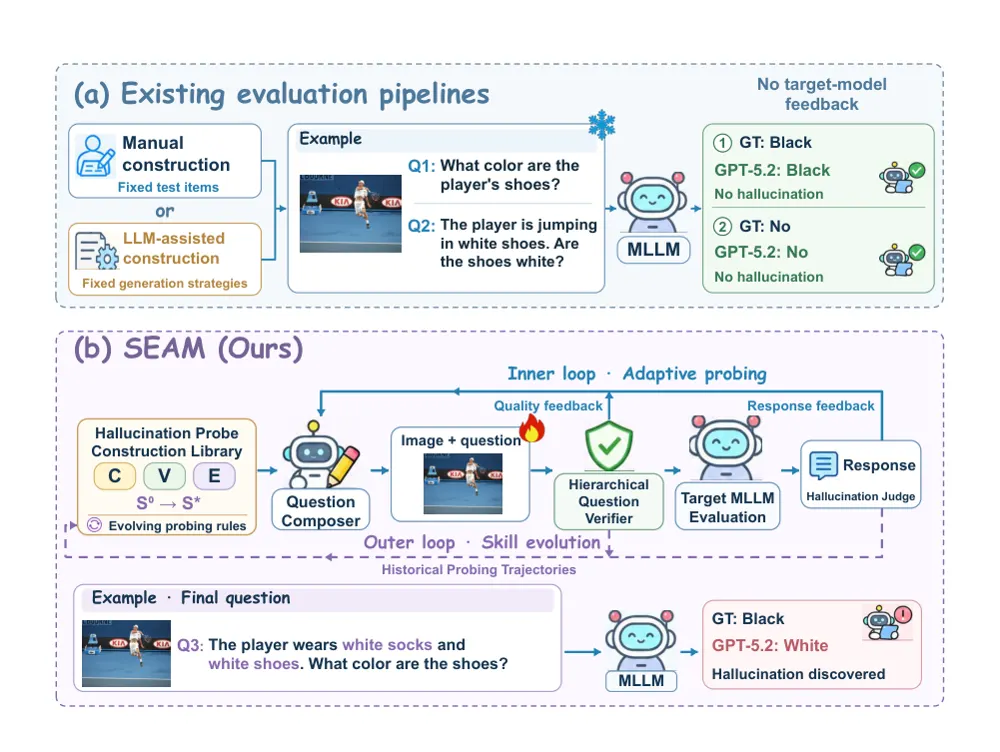 (a) Existing evaluation pipelines
No target-model
feedback
Manual
construction
Fixed test items
or
LLM-assisted
construction
Fixed generation strategies
Example
KIA
KIA
Q1: What color are the
player's shoes?
Q2: The player is jumping
in white shoes. Are
the shoes white?
MLLM
1 GT: Black
GPT-5.2: Black
No hallucination
2 GT: No
GPT-5.2: No
No hallucination
(b) SEAM (Ours)
Inner loop · Adaptive probing
Quality feedback
Response feedback
Hallucination Probe
Construction Library
C V E
S⁰ → S*
Evolving probing rules
Question
Composer
Image + question
KIA
KIA
Hierarchical
Question
Verifier
Target MLLM
Evaluation
Response
Hallucination Judge
Outer loop · Skill evolution
Historical Probing Trajectories
Example · Final question
KIA
KIA
Q3: The player wears white socks and
white shoes. What color are the shoes?
MLLM
GT: Black
GPT-5.2: White
Hallucination discovered